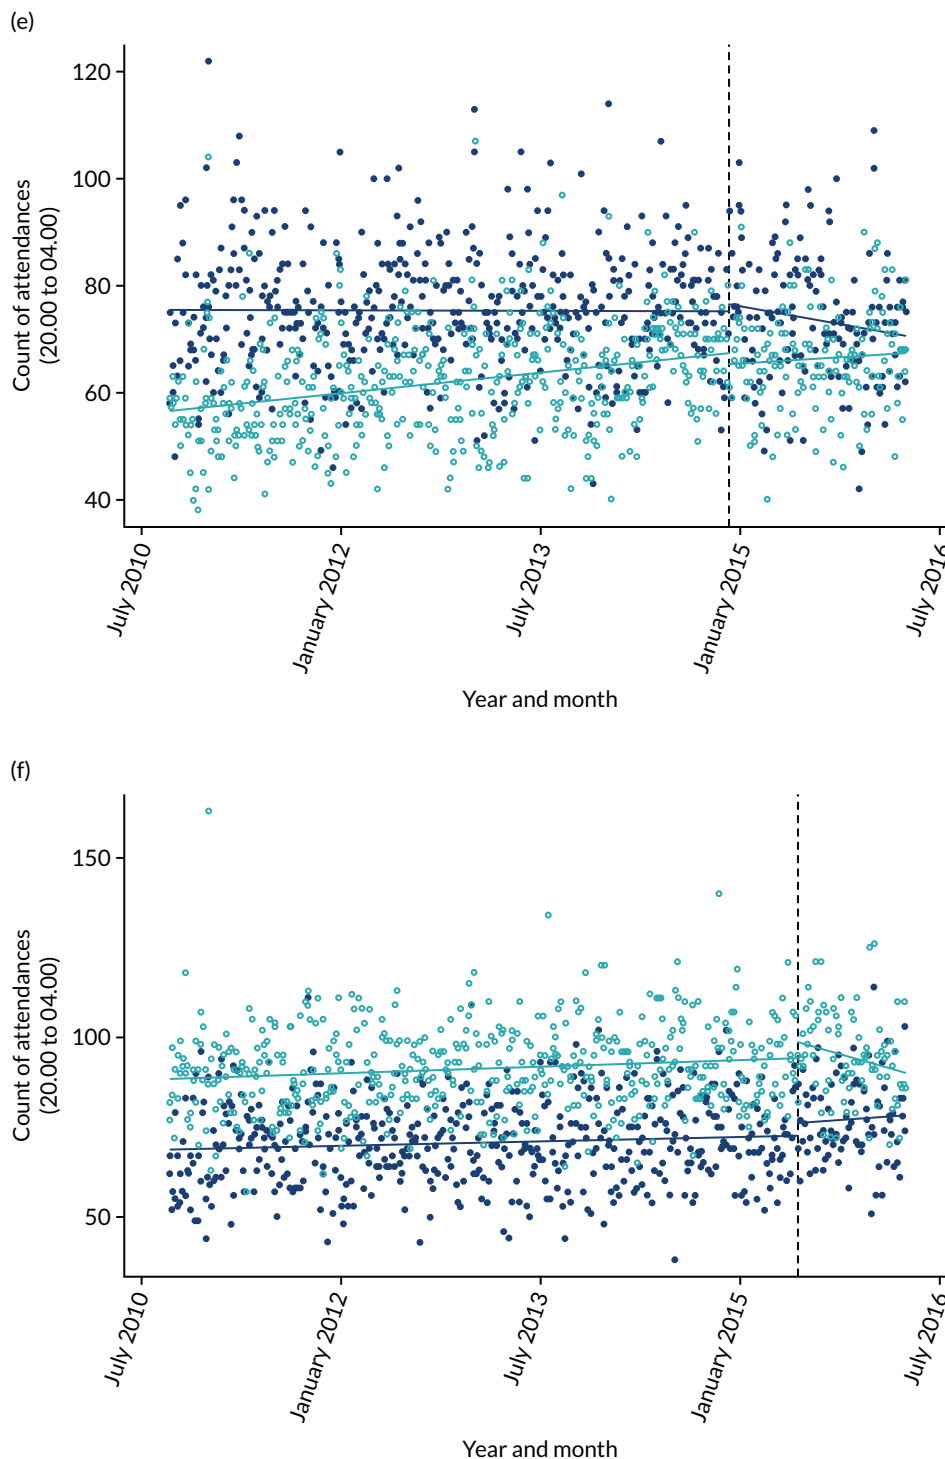 (e)
120
100
80
60
40
Count of attendances
(20.00 to 04.00)
July 2010
January 2012
July 2013
January 2015
July 2016
Year and month
(f)
150
100
50
Count of attendances
(20.00 to 04.00)
July 2010
January 2012
July 2013
January 2015
July 2016
Year and month